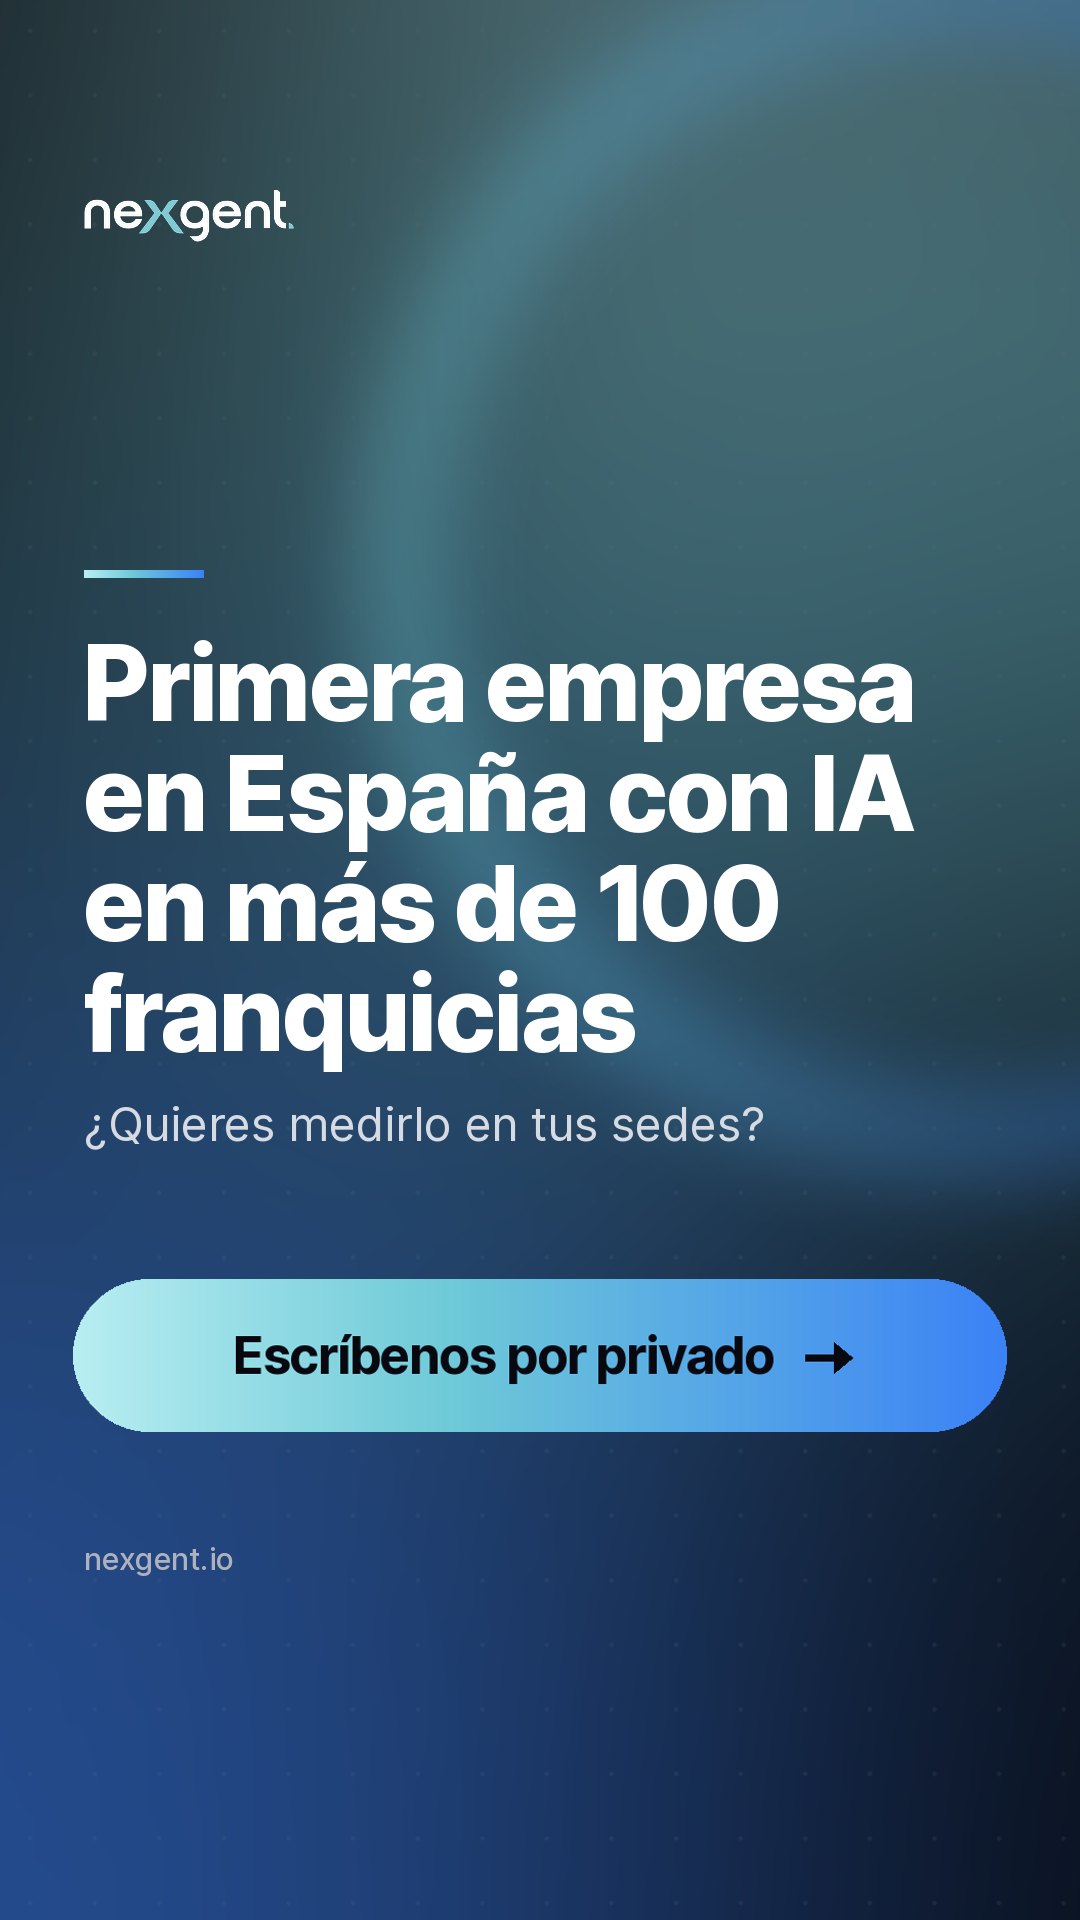 nexgent.
Primera empresa
en España con IA
en más de 100
franquicias
¿Quieres medirlo en tus sedes?
Escríbenos por privado →
nexgent.io